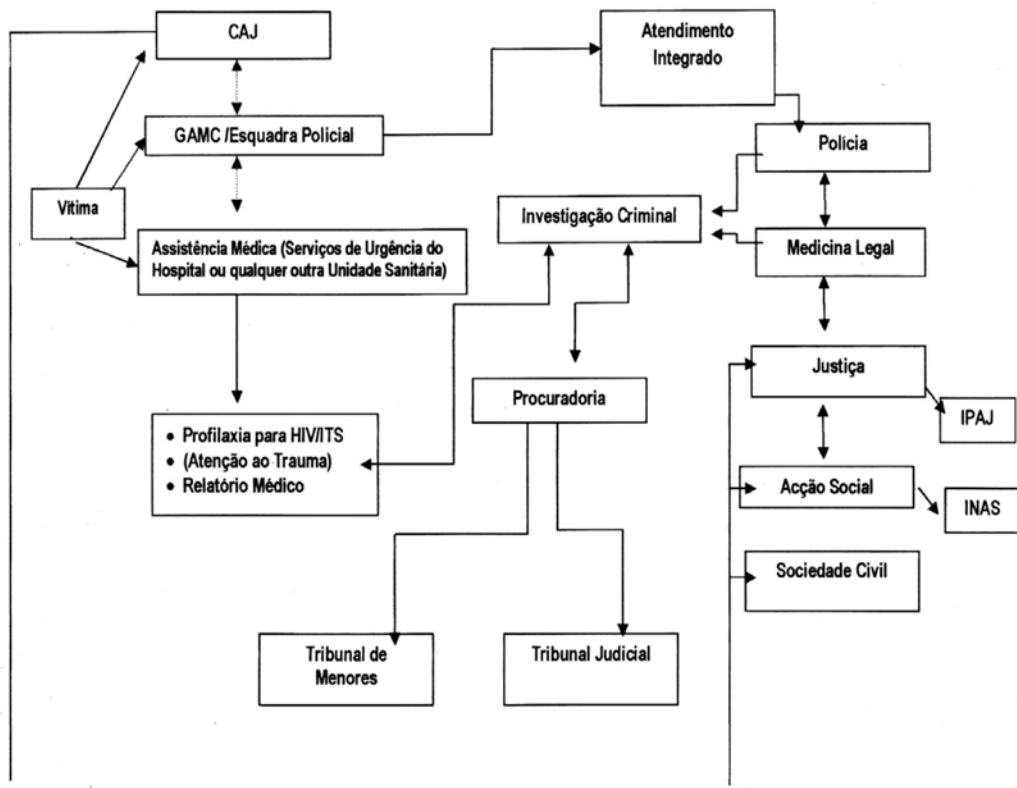 CAJ
Atendimento
Integrado
GAMC /Esquadra Policial
Polícia
Vítima
Investigação Criminal
Assistência Médica (Serviços de Urgência do
Hospital ou qualquer outra Unidade Sanitária)
Medicina Legal
Justiça
Procuradoria
IPAJ
• Profilaxia para HIV/ITS
• (Atenção ao Trauma)
• Relatório Médico
Acção Social
INAS
Sociedade Civil
Tribunal de
Menores
Tribunal Judicial